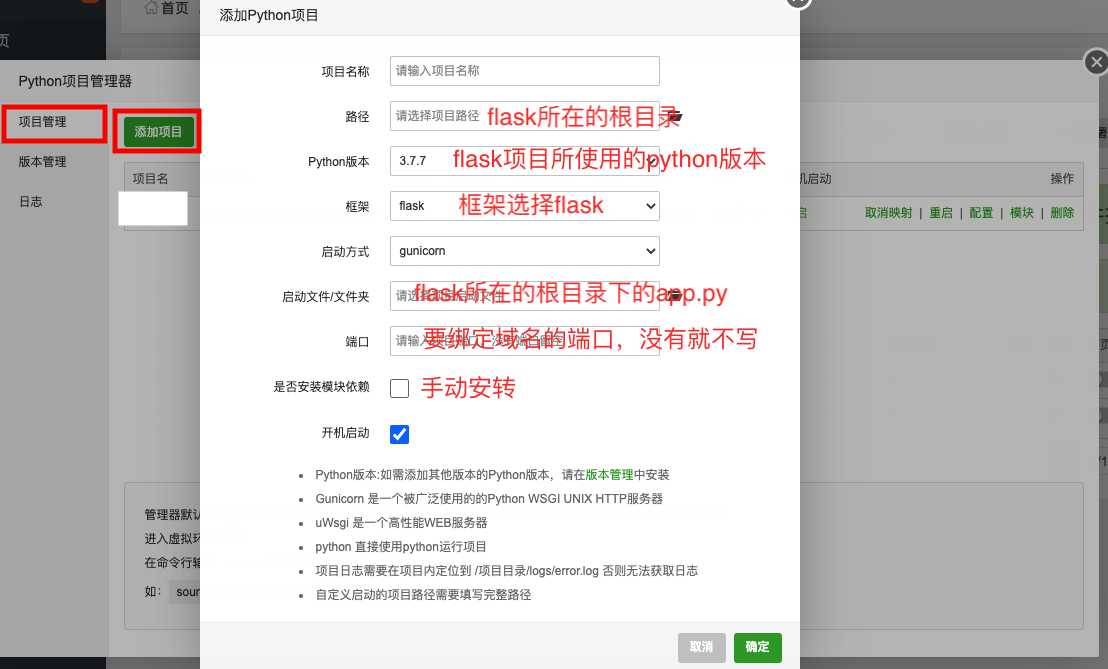 首页
页
添加Python项目
Python项目管理器
项目管理
版本管理
日志
添加项目
项目名
机启动
操作
取消映射 | 重启 | 配置 | 模块 | 删除
项目名称 请输入项目名称
路径 请选择项目路径 flask所在的根目录
Python版本 3.7.7 flask项目所使用的python版本
框架 flask 框架选择flask
启动方式 gunicorn
启动文件/文件夹 flask所在的根目录下的app.py
端口 要绑定域名的端口，没有就不写
是否安装模块依赖 手动安转
开机启动
Python版本:如需添加其他版本的Python版本，请在版本管理中安装
Gunicorn 是一个被广泛使用的的Python WSGI UNIX HTTP服务器
uWsgi 是一个高性能WEB服务器
python 直接使用python运行项目
项目日志需要在项目内定位到 /项目目录/logs/error.log 否则无法获取日志
自定义启动的项目路径需要填写完整路径
管理器默认
进入虚拟环
在命令行输
如: sour
取消
确定